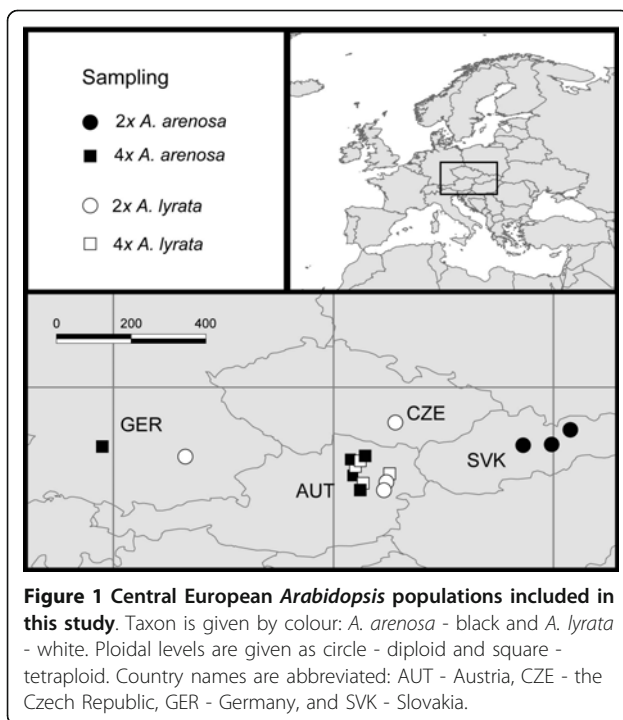 Sampling
2x A. arenosa
4x A. arenosa
2x A. lyrata
4x A. lyrata
0 200 400
GER
CZE
AUT
SVK
Figure 1 Central European Arabidopsis populations included in
this study. Taxon is given by colour: A. arenosa - black and A. lyrata
- white. Ploidal levels are given as circle - diploid and square -
tetraploid. Country names are abbreviated: AUT - Austria, CZE - the
Czech Republic, GER - Germany, and SVK - Slovakia.